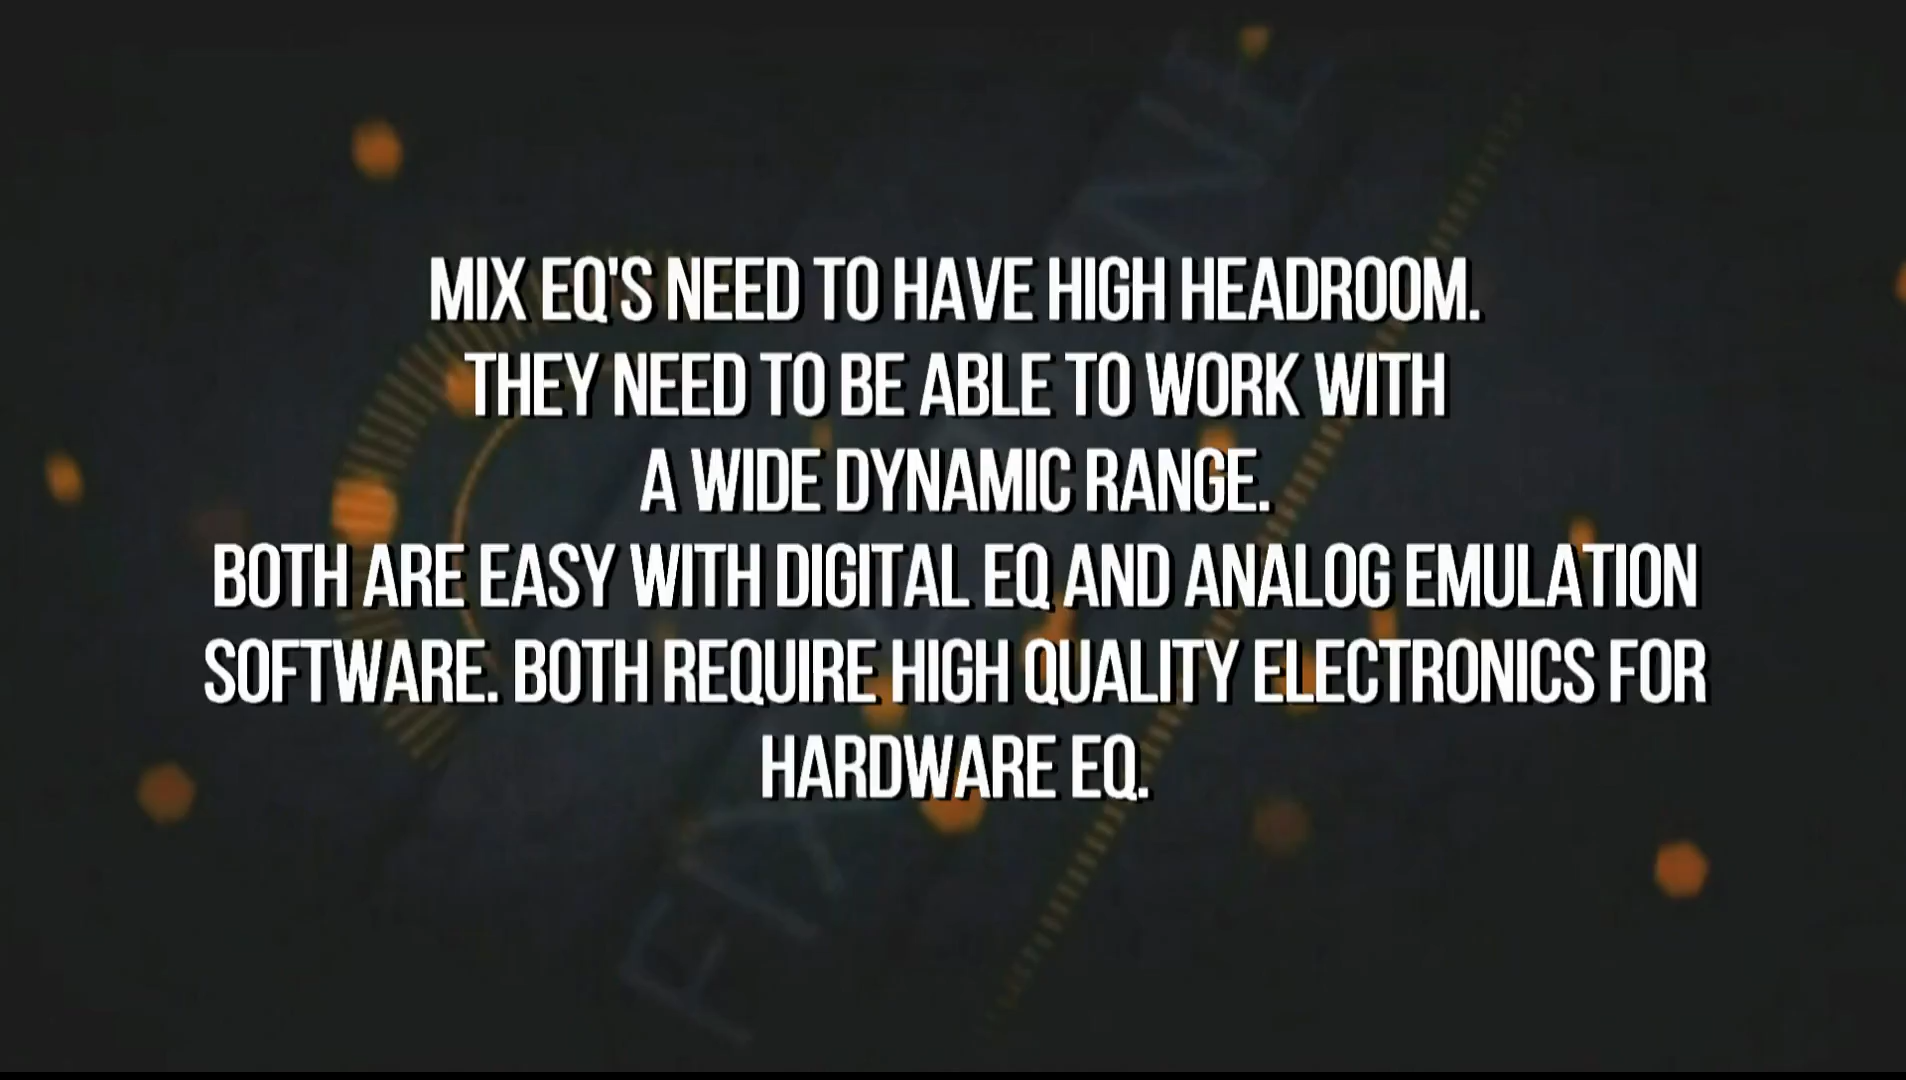 MIX EQ'S NEED TO HAVE HIGH HEADROOM.
THEY NEED TO BE ABLE TO WORK WITH
A WIDE DYNAMIC RANGE.
BOTH ARE EASY WITH DIGITAL EQ AND ANALOG EMULATION
SOFTWARE. BOTH REQUIRE HIGH QUALITY ELECTRONICS FOR
HARDWARE EQ.